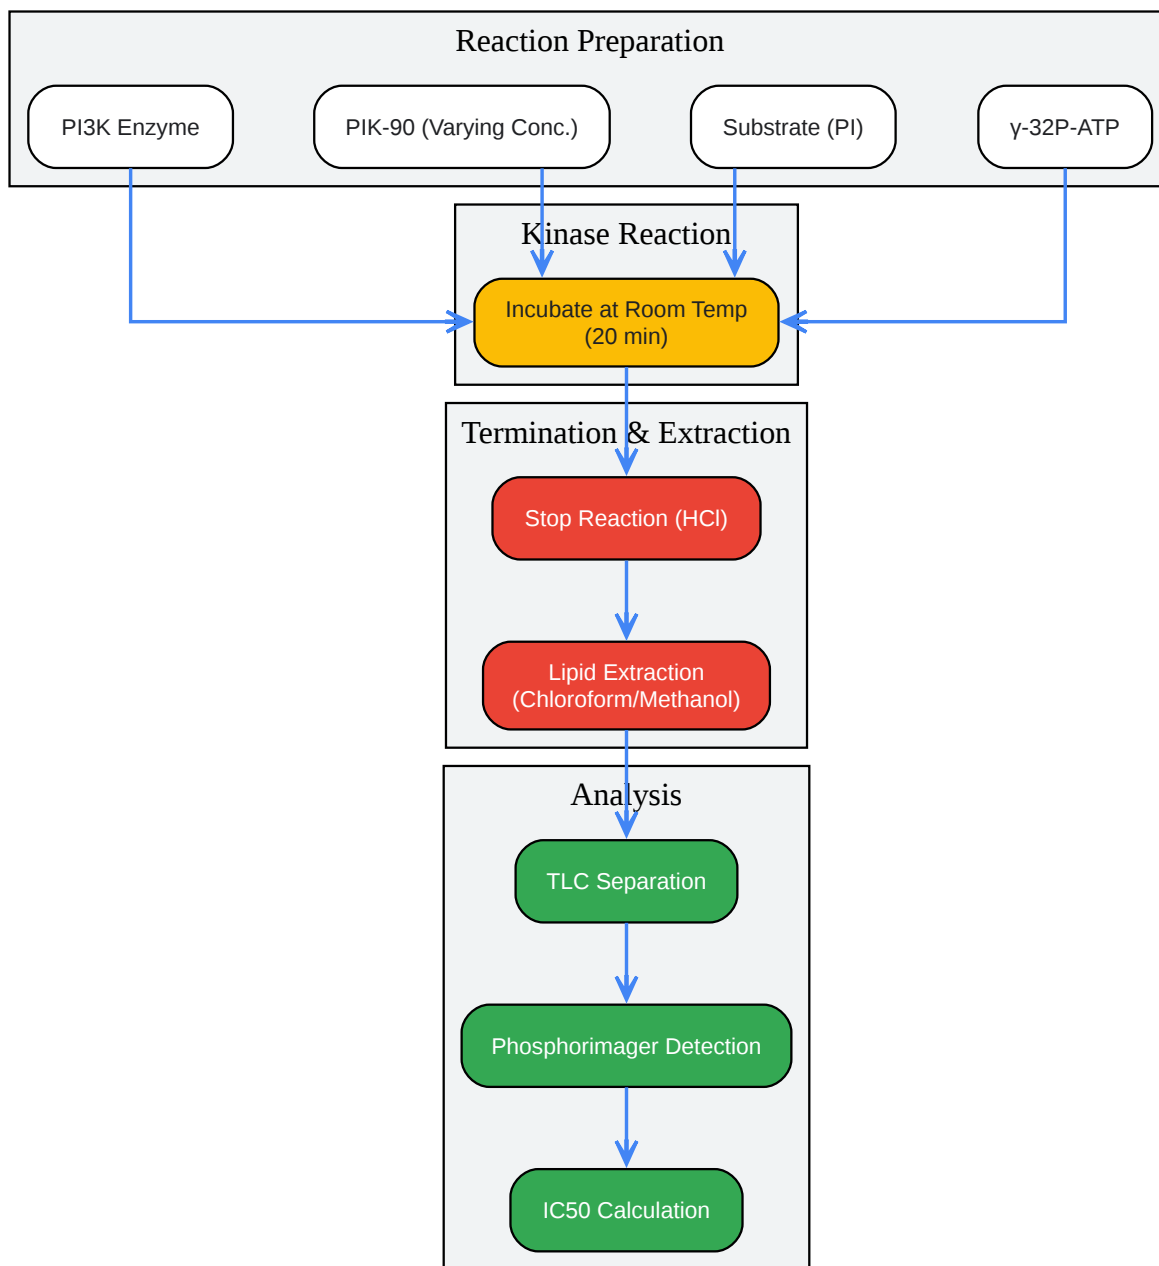 Reaction Preparation
PI3K Enzyme
PIK-90 (Varying Conc.)
Substrate (PI)
γ-32P-ATP
Kinase Reaction
Incubate at Room Temp
(20 min)
Termination & Extraction
Stop Reaction (HCl)
Lipid Extraction
(Chloroform/Methanol)
Analysis
TLC Separation
Phosphorimager Detection
IC50 Calculation